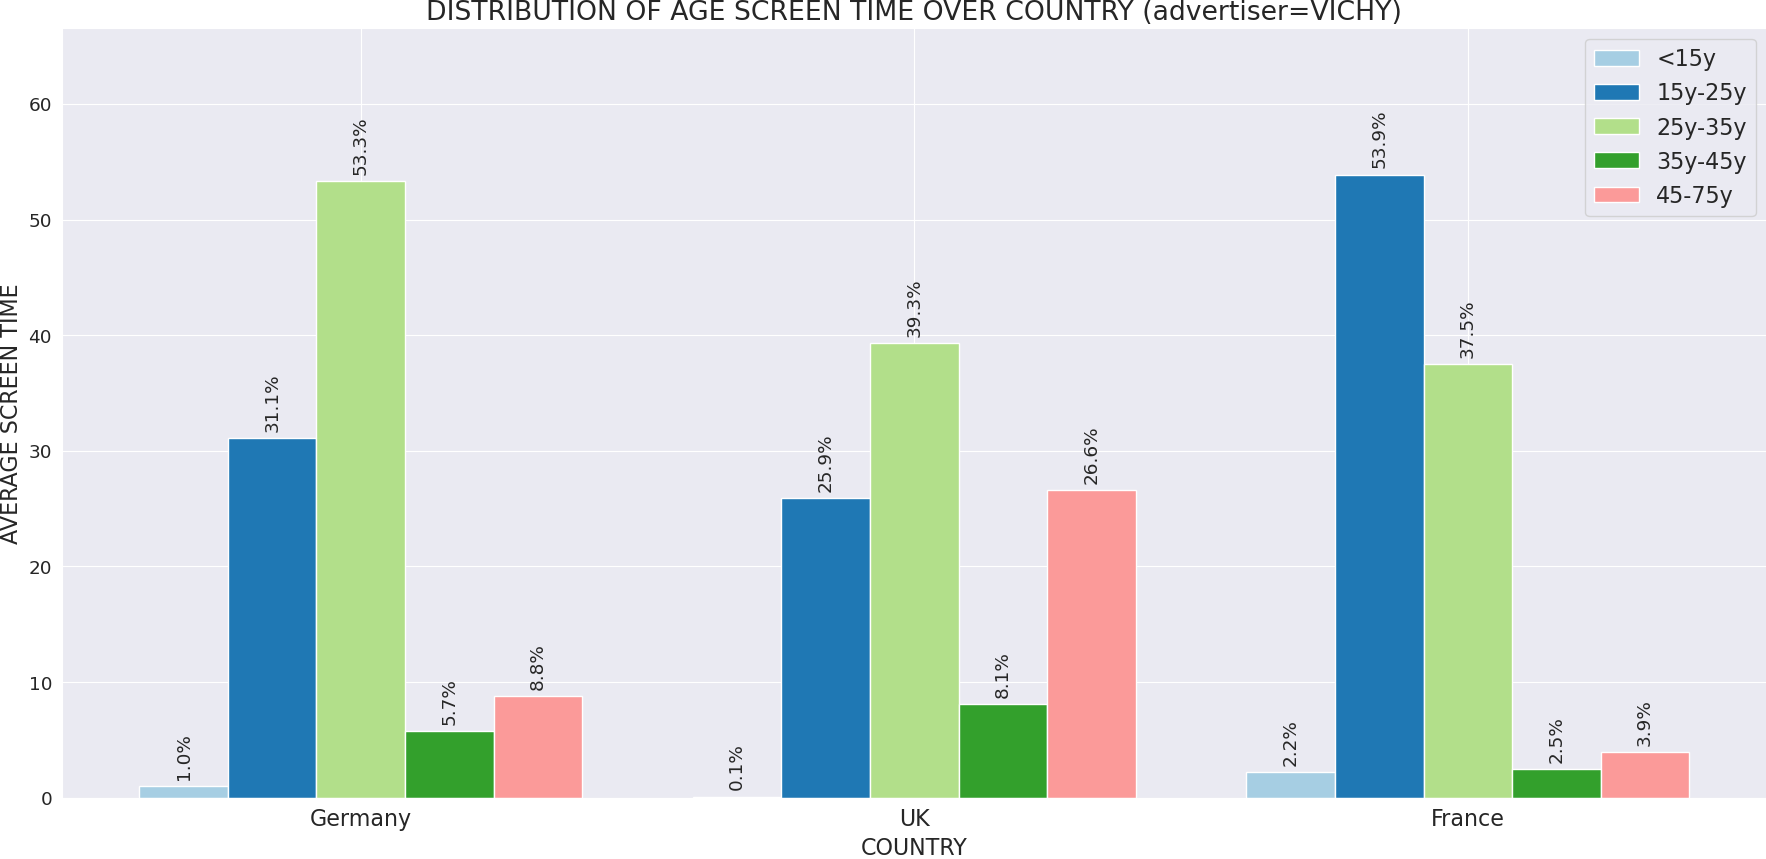 DISTRIBUTION OF AGE SCREEN TIME OVER COUNTRY (advertiser=VICHY)
<15y
15y-25y
25y-35y
35y-45y
45-75y
AVERAGE SCREEN TIME
60
50
40
30
20
10
0
1.0%
31.1%
53.3%
5.7%
8.8%
0.1%
25.9%
39.3%
8.1%
26.6%
2.2%
53.9%
37.5%
2.5%
3.9%
Germany
UK
France
COUNTRY